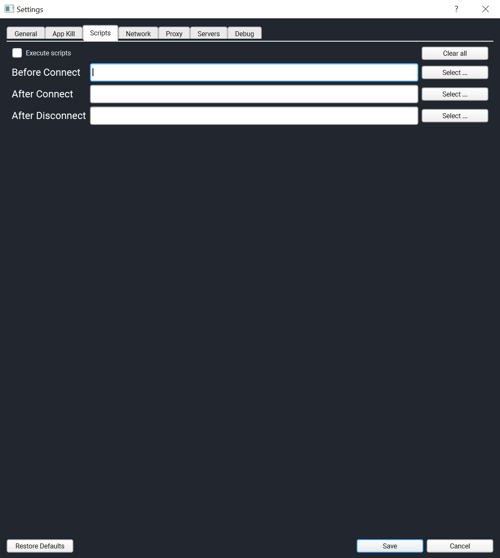 Settings
?
General App Kill Scripts Network Proxy Servers Debug
Execute scripts Clear all
Before Connect Select ...
After Connect Select ...
After Disconnect Select ...
Restore Defaults Save Cancel